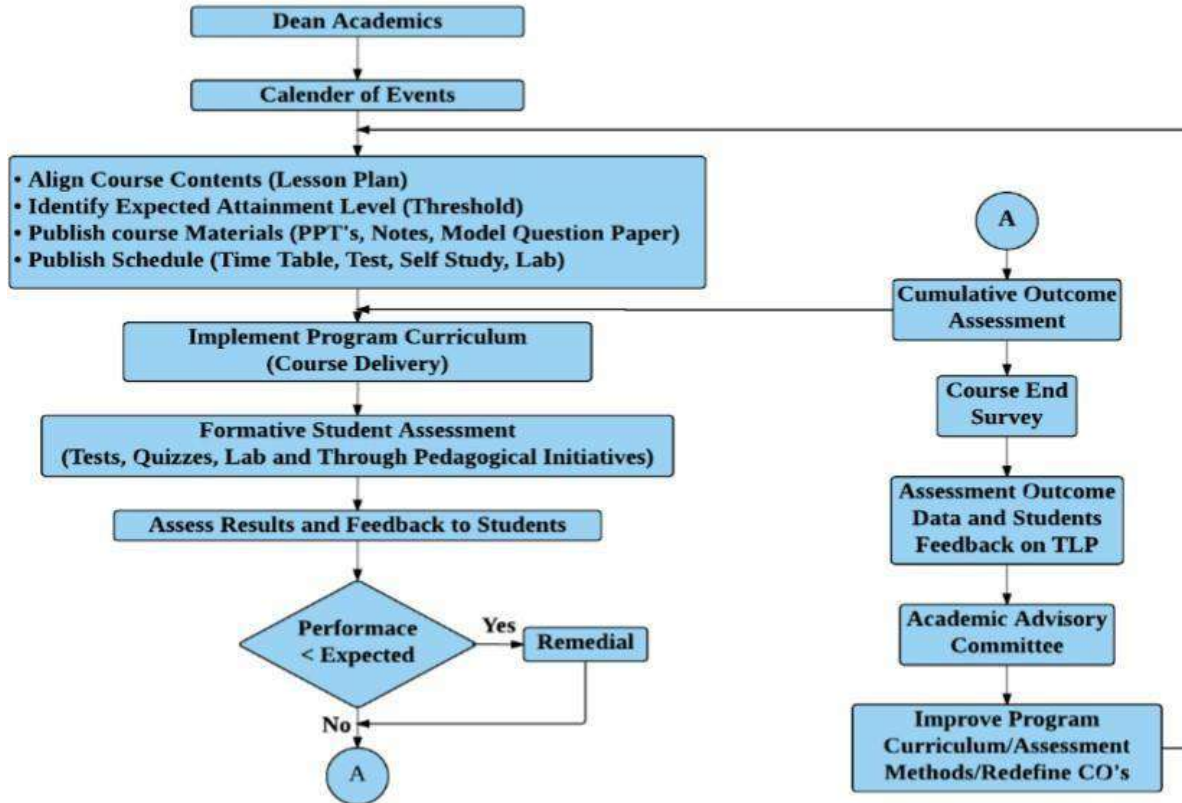 Dean Academics
Calender of Events
• Align Course Contents (Lesson Plan)
• Identify Expected Attainment Level (Threshold)
• Publish course Materials (PPT's, Notes, Model Question Paper)
• Publish Schedule (Time Table, Test, Self Study, Lab)
Implement Program Curriculum
(Course Delivery)
Formative Student Assessment
(Tests, Quizzes, Lab and Through Pedagogical Initiatives)
Assess Results and Feedback to Students
Performace
< Expected
Yes
Remedial
No
A
A
Cumulative Outcome
Assessment
Course End
Survey
Assessment Outcome
Data and Students
Feedback on TLP
Academic Advisory
Committee
Improve Program
Curriculum/Assessment
Methods/Redefine CO's